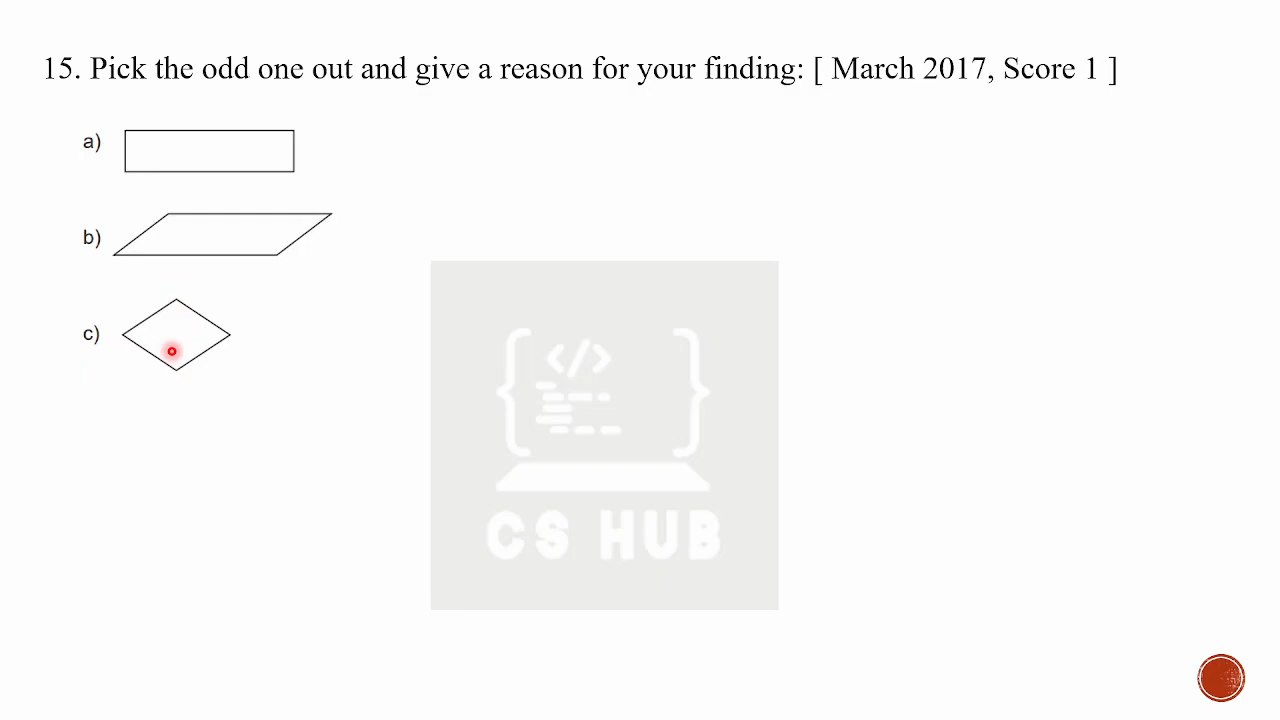 15. Pick the odd one out and give a reason for your finding: [ March 2017, Score 1 ]
a)
b)
c)
{ </> }
CS HUB